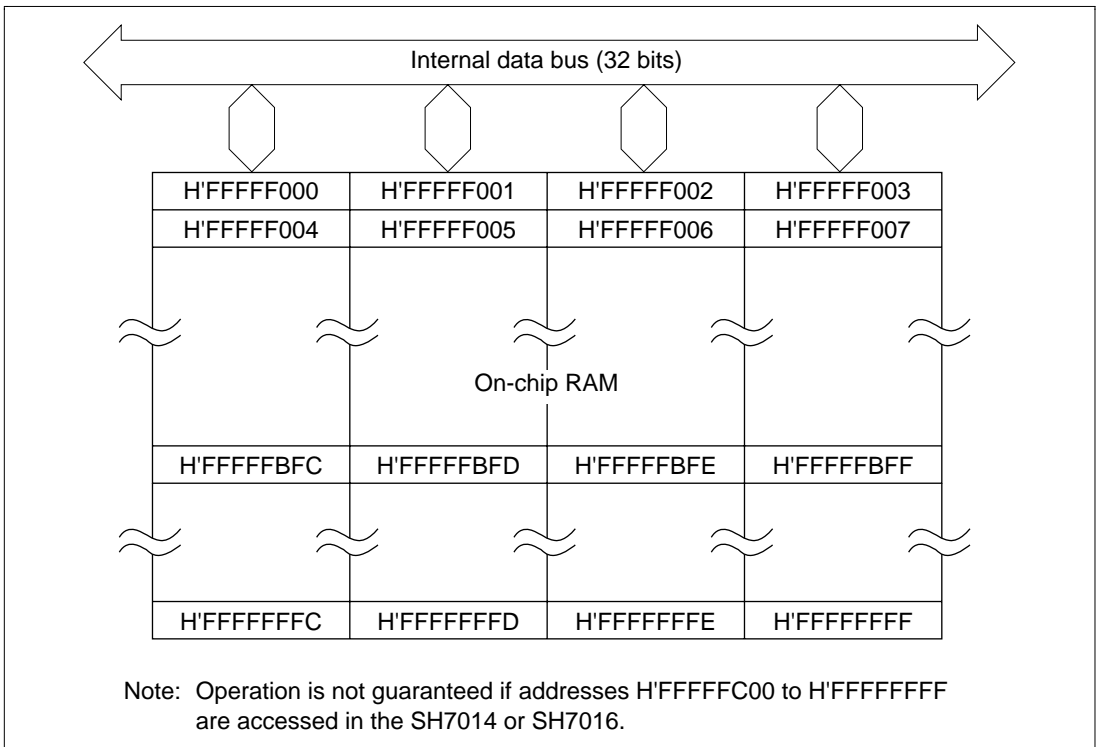 Internal data bus (32 bits)
H'FFFFF000 H'FFFFF001 H'FFFFF002 H'FFFFF003
H'FFFFF004 H'FFFFF005 H'FFFFF006 H'FFFFF007
On-chip RAM
H'FFFFFBFC H'FFFFFBFD H'FFFFFBFE H'FFFFFBFF
H'FFFFFFFC H'FFFFFFFD H'FFFFFFFE H'FFFFFFFF
Note: Operation is not guaranteed if addresses H'FFFFFC00 to H'FFFFFFFF
are accessed in the SH7014 or SH7016.